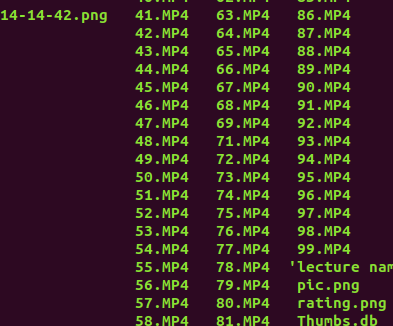 14-14-42.png 41.MP4 63.MP4 86.MP4
42.MP4 64.MP4 87.MP4
43.MP4 65.MP4 88.MP4
44.MP4 66.MP4 89.MP4
45.MP4 67.MP4 90.MP4
46.MP4 68.MP4 91.MP4
47.MP4 69.MP4 92.MP4
48.MP4 71.MP4 93.MP4
49.MP4 72.MP4 94.MP4
50.MP4 73.MP4 95.MP4
51.MP4 74.MP4 96.MP4
52.MP4 75.MP4 97.MP4
53.MP4 76.MP4 98.MP4
54.MP4 77.MP4 99.MP4
55.MP4 78.MP4 'lecture nam
56.MP4 79.MP4 pic.png
57.MP4 80.MP4 rating.png
58.MP4 81.MP4 Thumbs.db